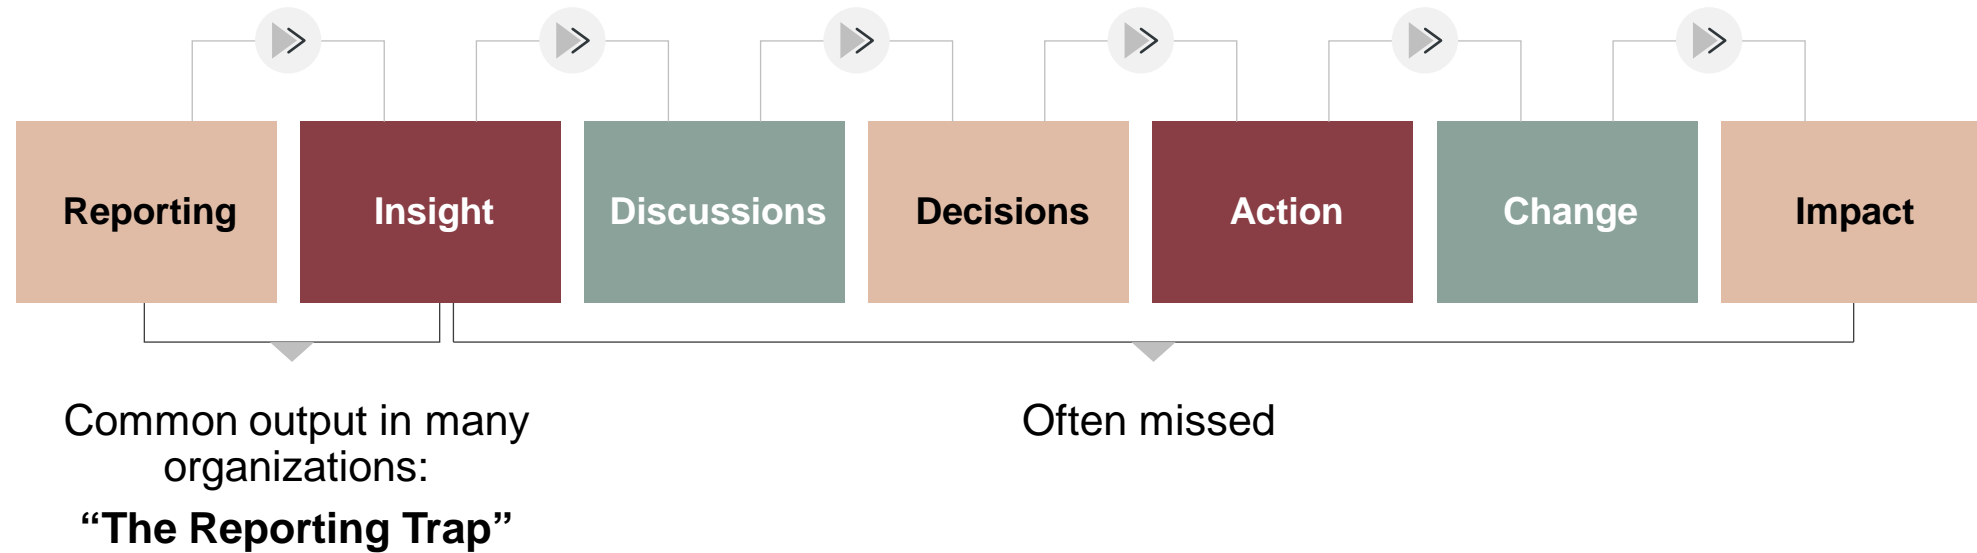 Reporting
Insight
Discussions
Decisions
Action
Change
Impact
Common output in many
organizations:
“The Reporting Trap”
Often missed